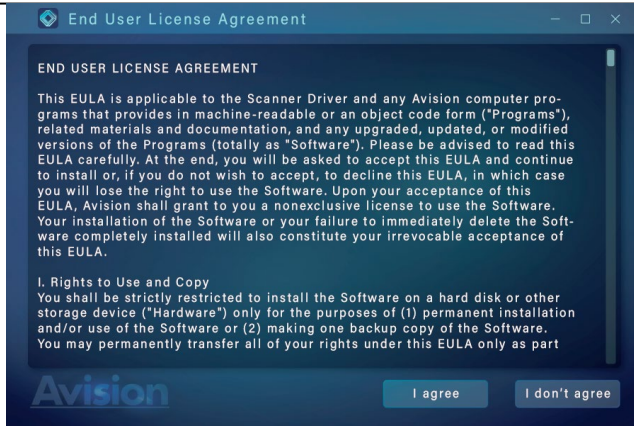 End User License Agreement
END USER LICENSE AGREEMENT
This EULA is applicable to the Scanner Driver and any Avision computer pro-
grams that provides in machine-readable or an object code form ("Programs"),
related materials and documentation, and any upgraded, updated, or modified
versions of the Programs (totally as "Software"). Please be advised to read this
EULA carefully. At the end, you will be asked to accept this EULA and continue
to install or, if you do not wish to accept, to decline this EULA, in which case
you will lose the right to use the Software. Upon your acceptance of this
EULA, Avision shall grant to you a nonexclusive license to use the Software.
Your installation of the Software or your failure to immediately delete the Soft-
ware completely installed will also constitute your irrevocable acceptance of
this EULA.
I. Rights to Use and Copy
You shall be strictly restricted to install the Software on a hard disk or other
storage device ("Hardware") only for the purposes of (1) permanent installation
and/or use of the Software or (2) making one backup copy of the Software.
You may permanently transfer all of your rights under this EULA only as part
Avision
I agree
I don't agree